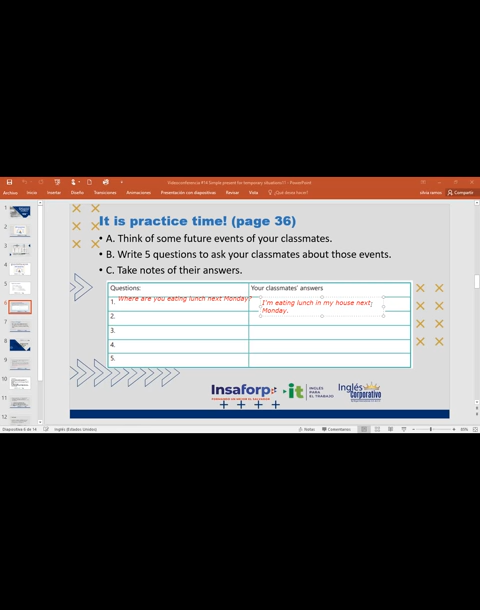 Videoconferencia #14 Simple present for temporary situations
PowerPoint
silvia ramos
Archivo Inicio Insertar Diseño Transiciones Animaciones Presentación con diapositivas Revisar Vista ¿Qué desea hacer? Compartir
It is practice time! (page 36)
• A. Think of some future events of your classmates.
• B. Write 5 questions to ask your classmates about those events.
• C. Take notes of their answers.
Questions: Your classmates' answers
1. Where are you eating lunch next Monday? I'm eating lunch in my house next
Monday.
2.
3.
4.
5.
Insaforp
it INGLÉS PARA EL TRABAJO
Inglés corporativo
Diapositiva 6 de 14 Inglés (Estados Unidos) Notas Comentarios